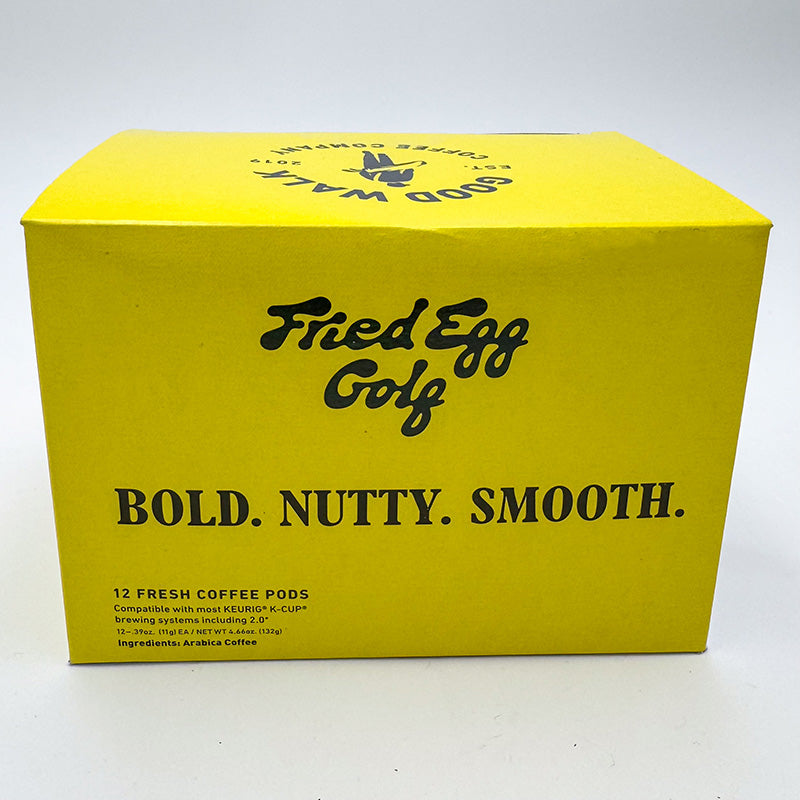 GOOD WALK
COFFEE COMPANY
EST. 2019
Fried Egg
Golf
BOLD. NUTTY. SMOOTH.
12 FRESH COFFEE PODS
Compatible with most KEURIG® K-CUP®
brewing systems including 2.0*
12–.39oz. (11g) EA / NET WT 4.66oz. (132g)
Ingredients: Arabica Coffee